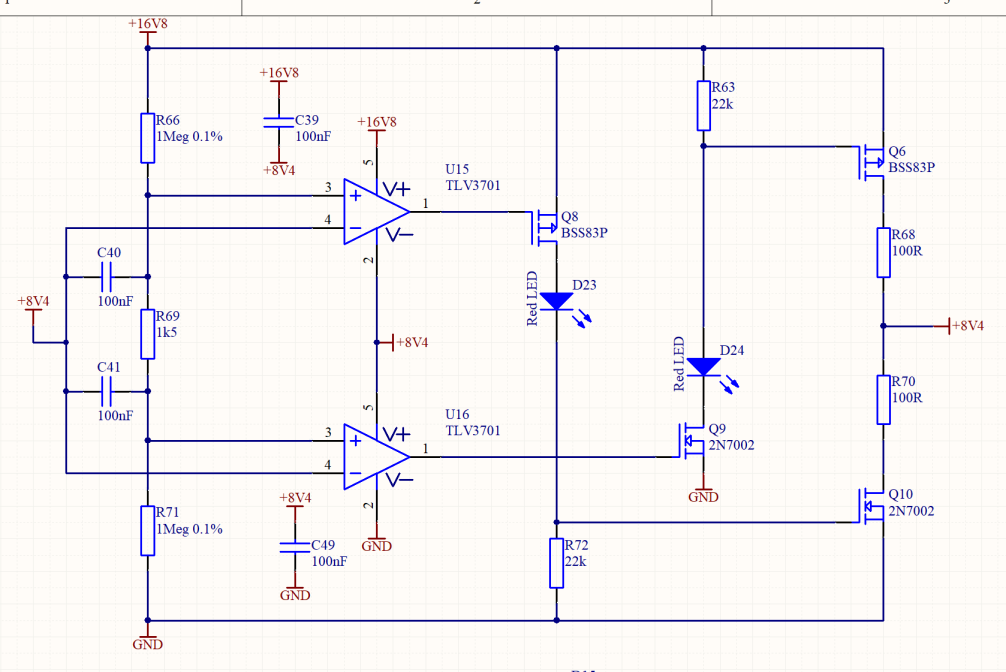 2
+16V8
+16V8
R63
22k
R66
1Meg 0.1%
C39
100nF
+16V8
+8V4
5
Q6
BSS83P
U15
TLV3701
3
V+
1
4
V-
Q8
BSS83P
R68
100R
C40
2
100nF
D23
Red LED
+8V4
R69
1k5
+8V4
+8V4
D24
Red LED
C41
R70
100R
100nF
5
U16
TLV3701
3
V+
1
Q9
2N7002
4
V-
GND
+8V4
2
Q10
2N7002
R71
1Meg 0.1%
C49
100nF
GND
R72
22k
GND
GND